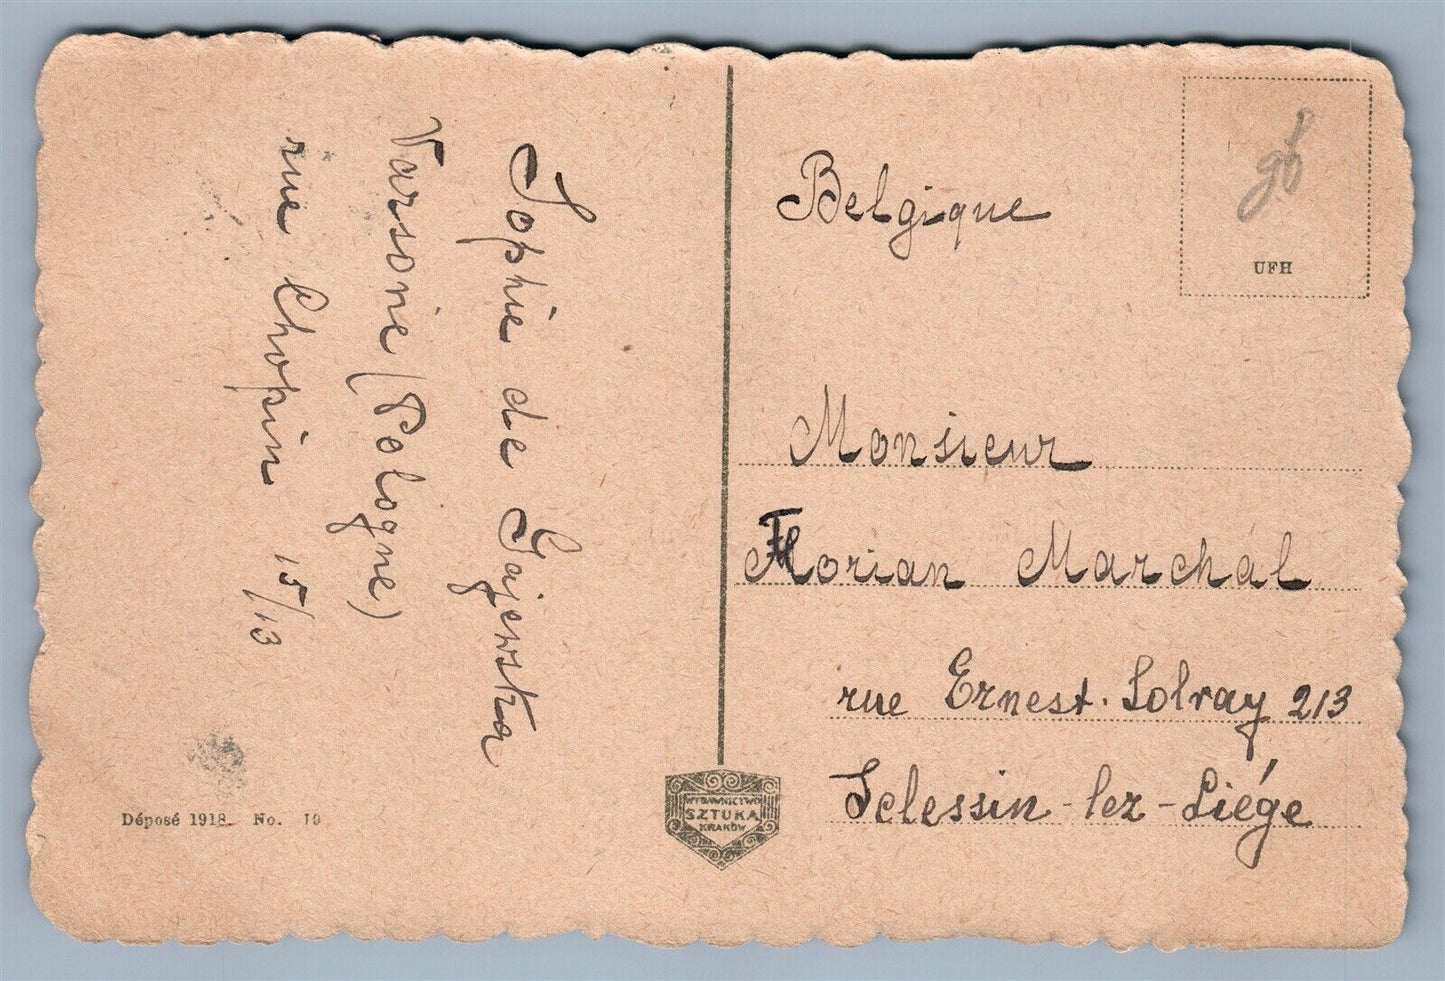 Sophie de Gajewska
Varsovie (Pologne)
rue Chopin 15/13
Déposé 1918. No. 10
WYDAWNICTWO
SZTUKA
KRAKÓW
UFH
Belgique
Monsieur
Florian Marchal
rue Ernest. Solvay 213
Sclessin-lez-Liége